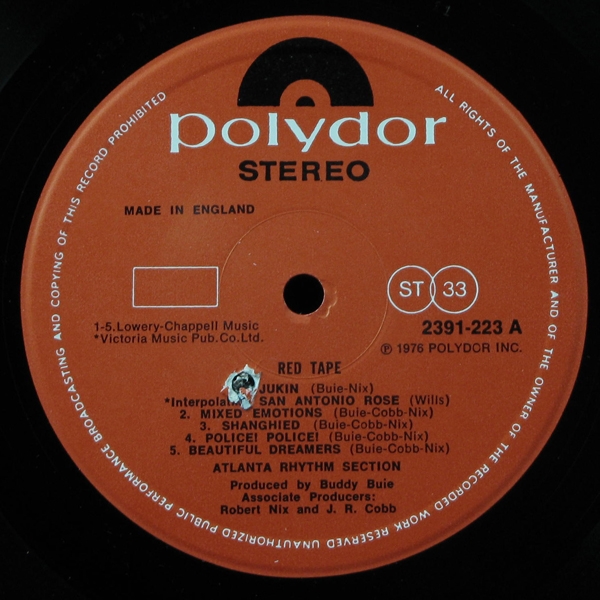 polydor
STEREO
MADE IN ENGLAND
ST 33
1-5.Lowery-Chappell Music
*Victoria Music Pub.Co.Ltd.
2391-223 A
℗ 1976 POLYDOR INC.
RED TAPE
JUKIN (Buie-Nix)
SAN ANTONIO ROSE (Wills)
2. MIXED EMOTIONS (Buie-Cobb-Nix)
3. SHANGHIED (Buie-Cobb-Nix)
4. POLICE! POLICE! (Buie-Cobb-Nix)
5. BEAUTIFUL DREAMERS (Buie-Cobb-Nix)
ATLANTA RHYTHM SECTION
Produced by Buddy Buie
Associate Producers:
Robert Nix and J. R. Cobb
ALL RIGHTS OF THE MANUFACTURER AND OF THE OWNER OF THE RECORDED WORK RESERVED UNAUTHORIZED PUBLIC PERFORMANCE BROADCASTING AND COPYING OF THIS RECORD PROHIBITED